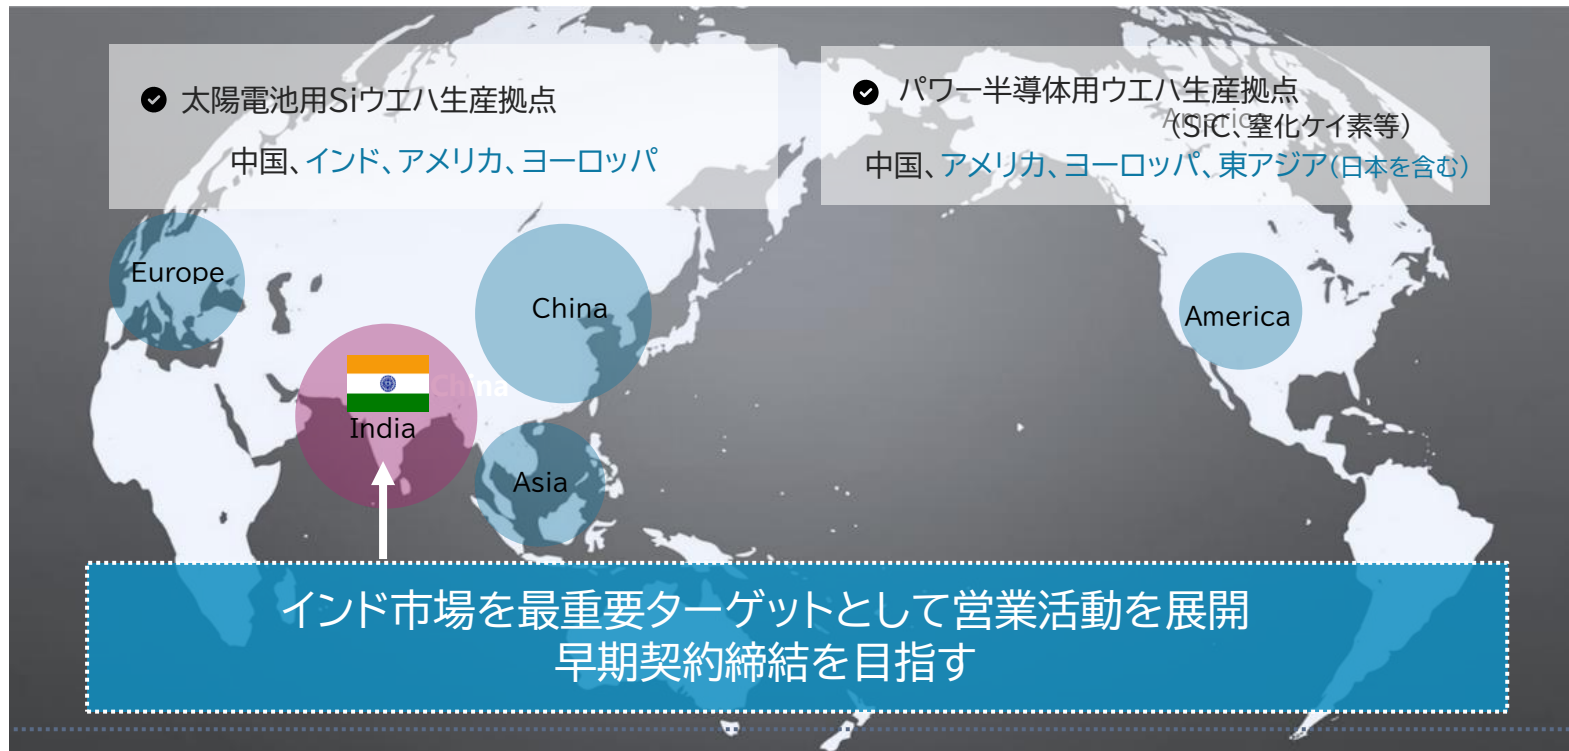 太陽電池用Siウエハ生産拠点
中国、インド、アメリカ、ヨーロッパ
パワー半導体用ウエハ生産拠点
America
(SiC、窒化ケイ素等)
中国、アメリカ、ヨーロッパ、東アジア(日本を含む)
Europe
China
America
China
India
Asia
インド市場を最重要ターゲットとして営業活動を展開
早期契約締結を目指す